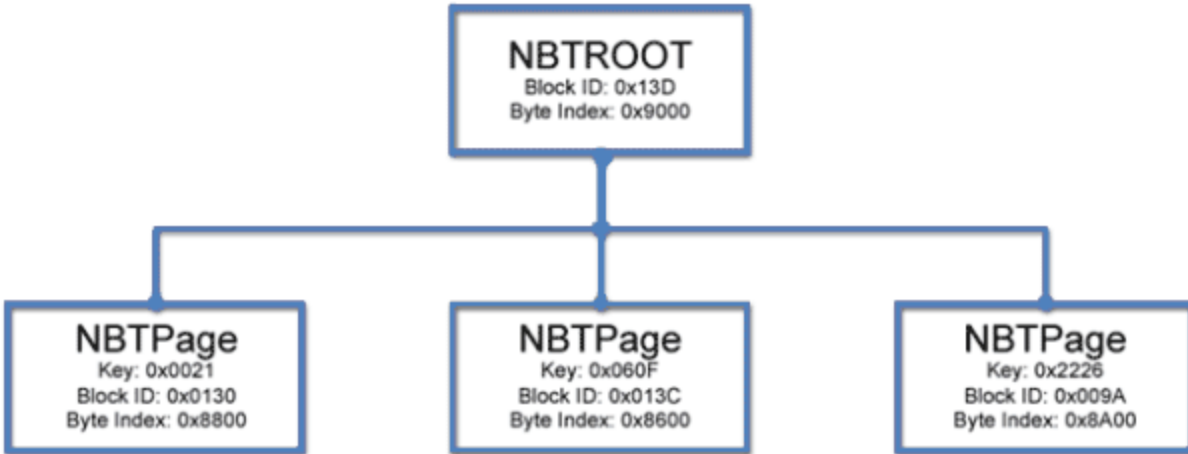 NBTROOT
Block ID: 0x13D
Byte Index: 0x9000
NBTPage
Key: 0x0021
Block ID: 0x0130
Byte Index: 0x8800
NBTPage
Key: 0x060F
Block ID: 0x013C
Byte Index: 0x8600
NBTPage
Key: 0x2226
Block ID: 0x009A
Byte Index: 0x8A00